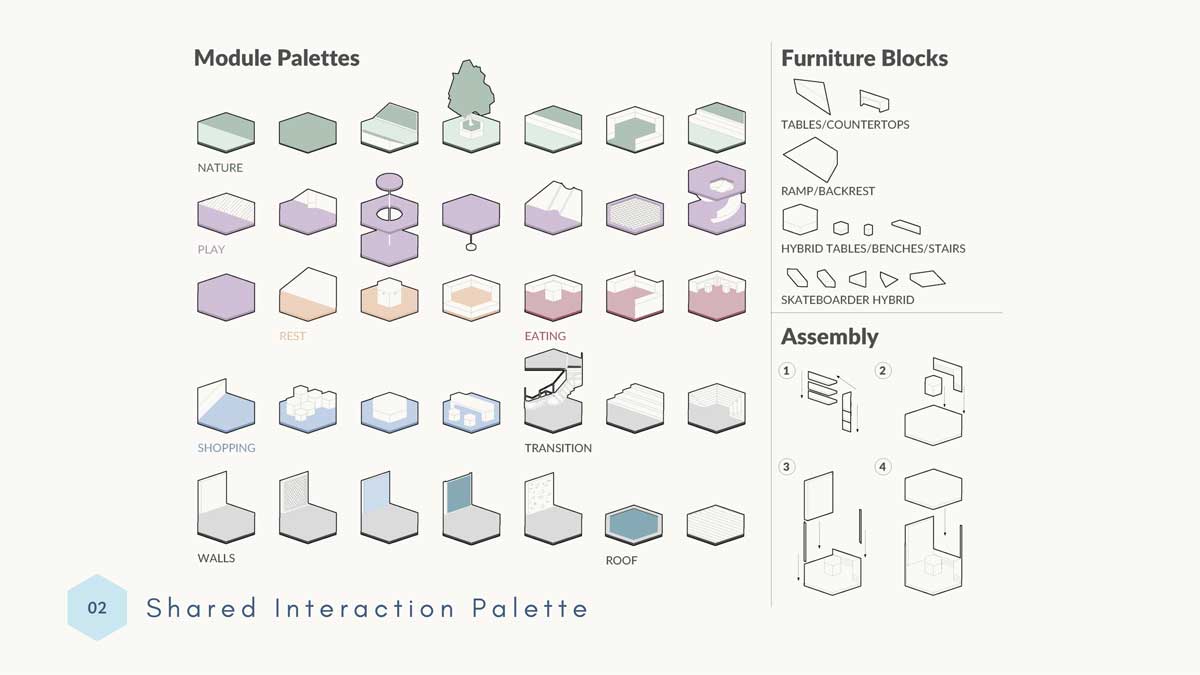 Module Palettes
NATURE
PLAY
REST
EATING
SHOPPING
TRANSITION
WALLS
ROOF
Furniture Blocks
TABLES/COUNTERTOPS
RAMP/BACKREST
HYBRID TABLES/BENCHES/STAIRS
SKATEBOARDER HYBRID
Assembly
1
2
3
4
02
Shared Interaction Palette